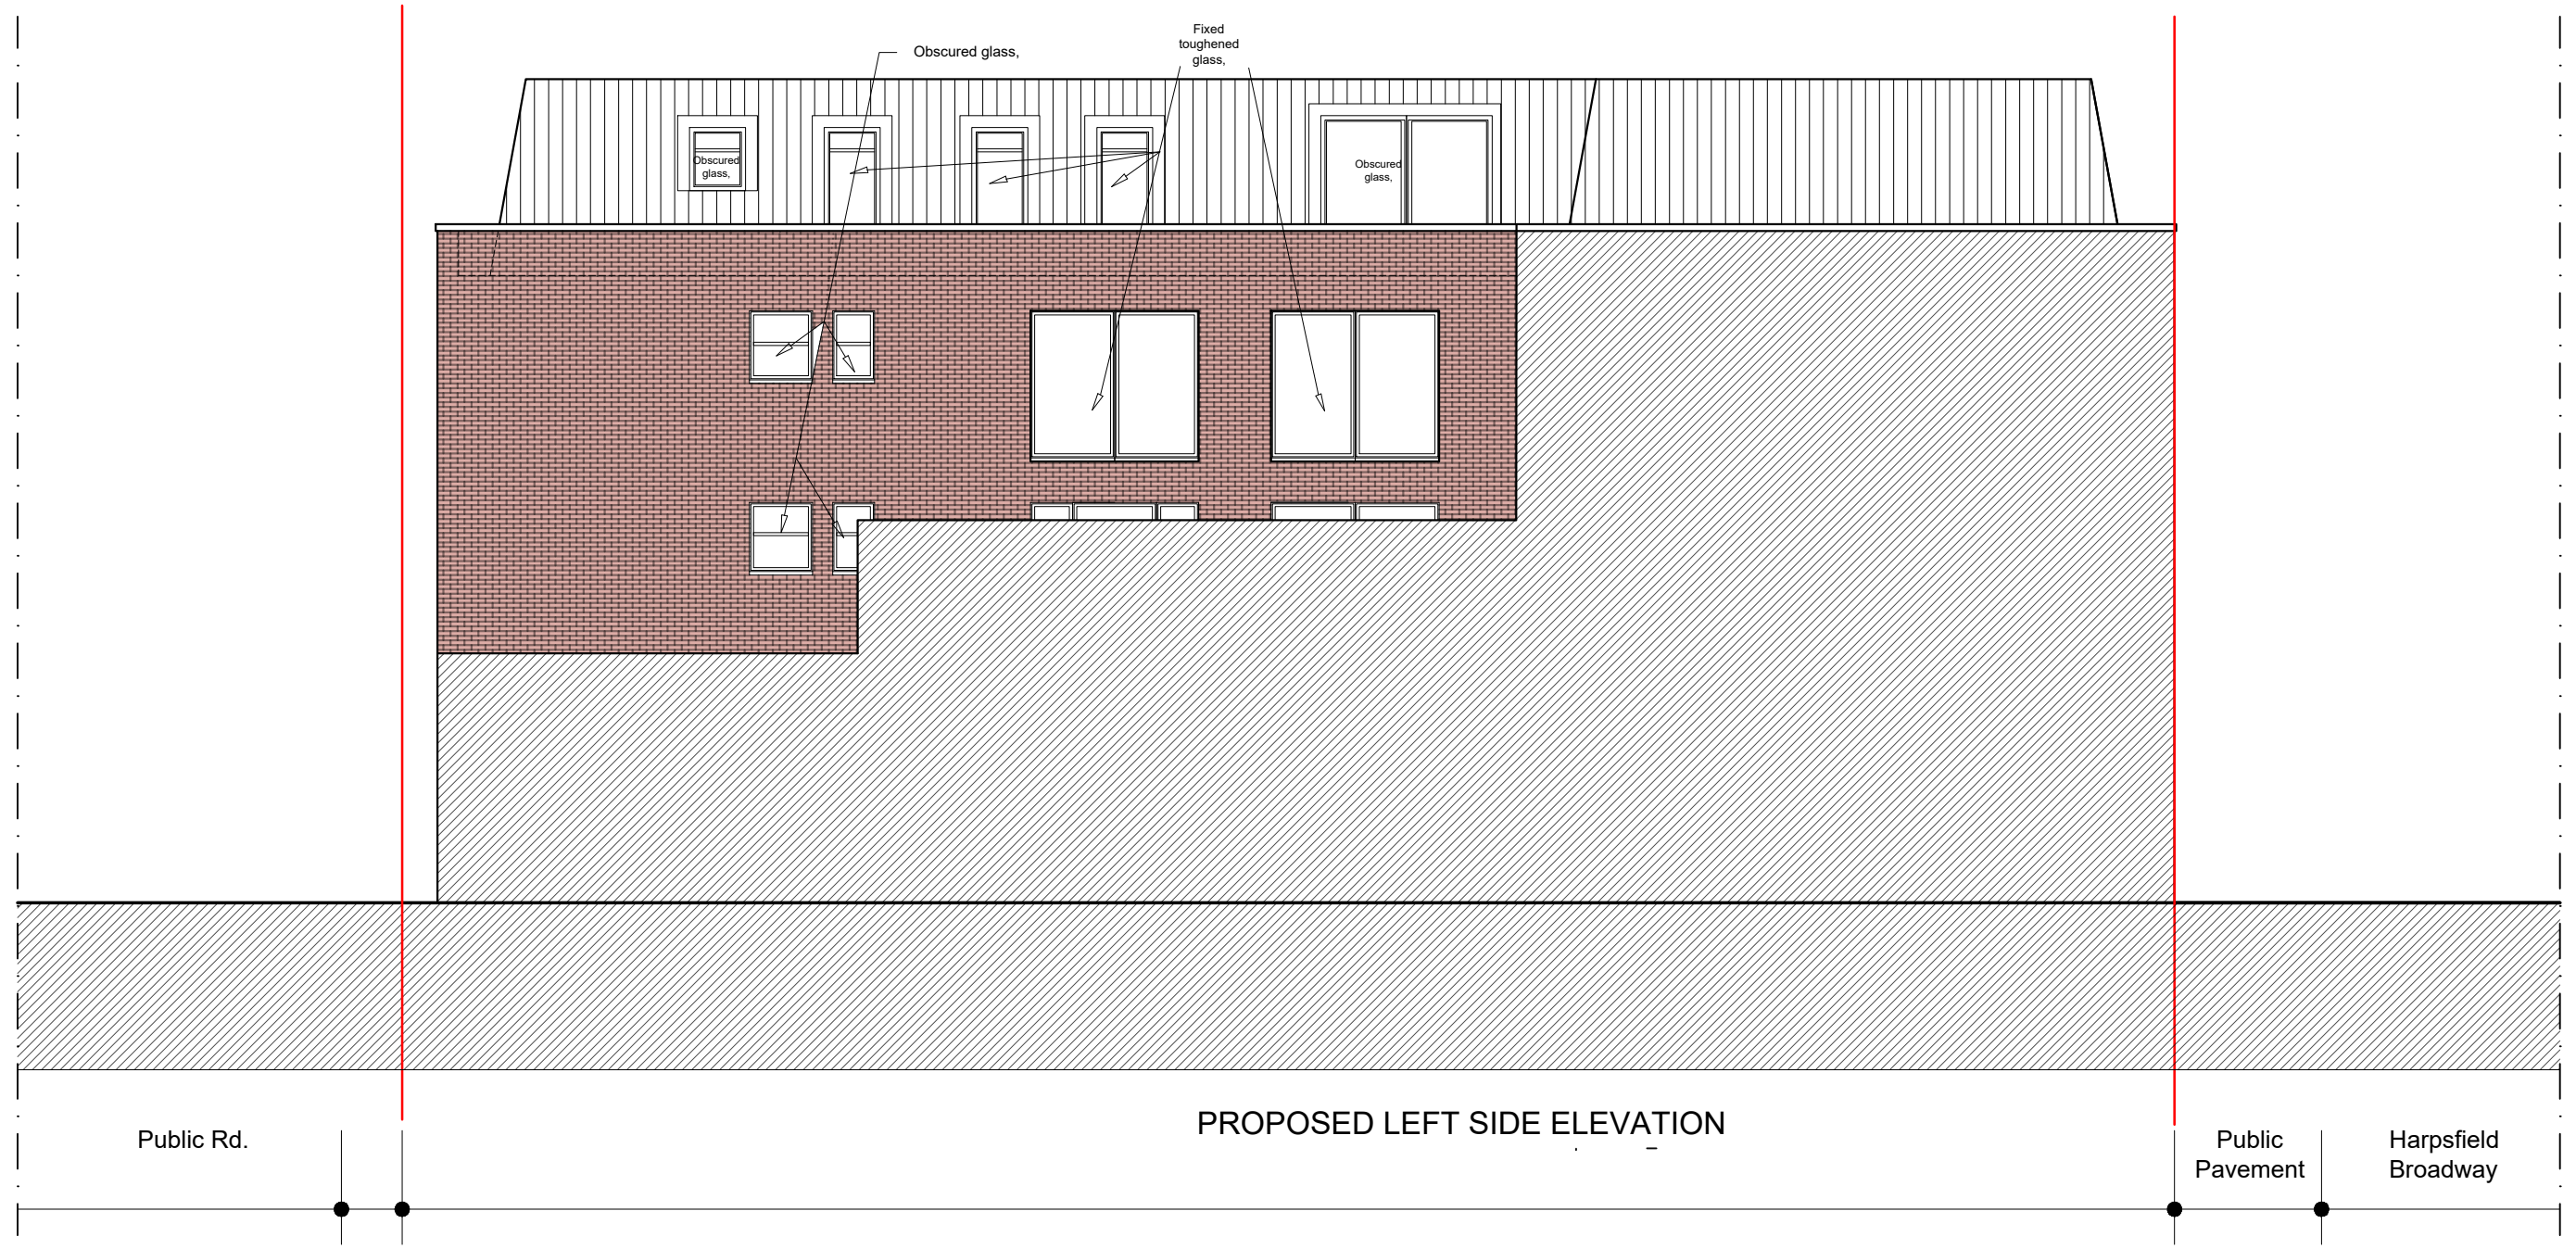 Fixed
toughened
glass,
Obscured glass,
Obscured
glass,
Obscured
glass,
PROPOSED LEFT SIDE ELEVATION
Public Rd.
Public
Pavement
Harpsfield
Broadway